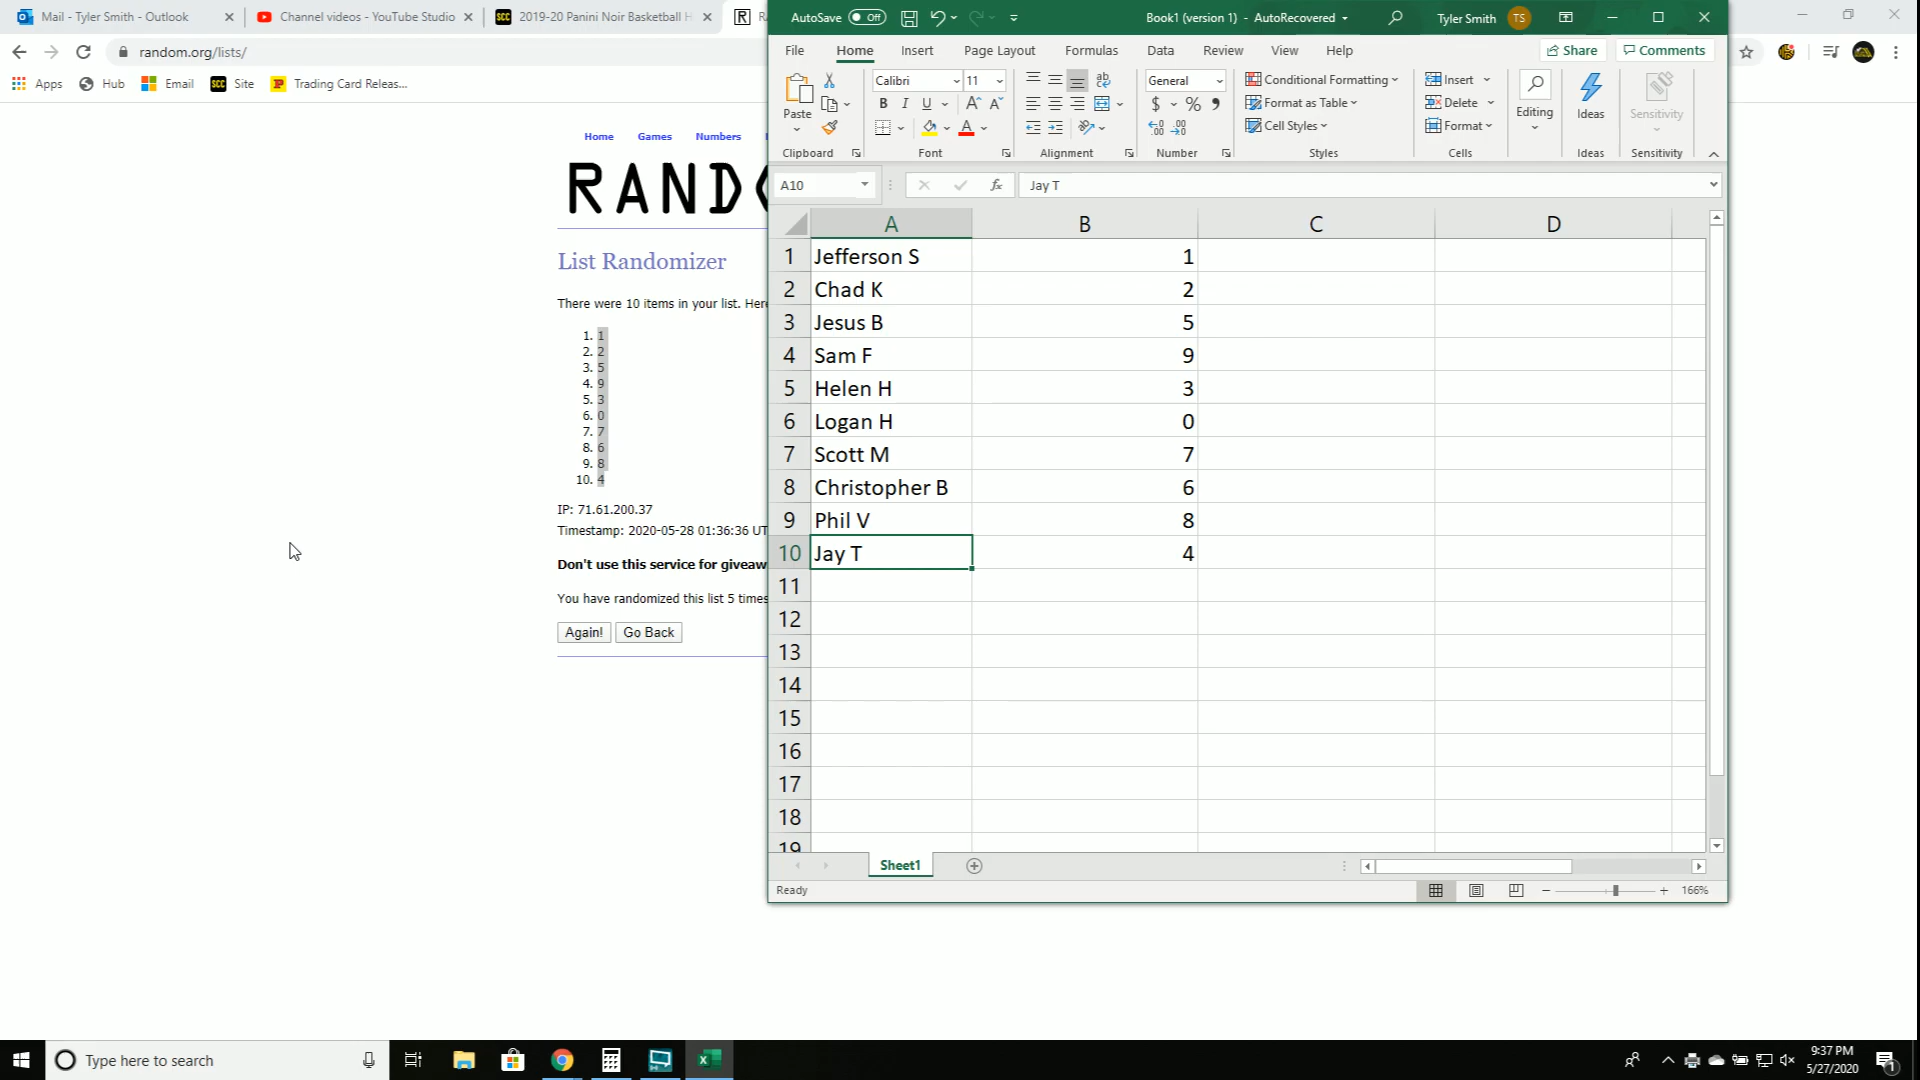 Mail - Tyler Smith - Outlook
Channel videos - YouTube Studio
2019-20 Panini Noir Basketball H
random.org/lists/
Apps Hub Email Site Trading Card Releas...
Home Games Numbers
RANDO
List Randomizer
There were 10 items in your list. Her
1. 1
2. 2
3. 5
4. 9
5. 3
6. 0
7. 7
8. 6
9. 8
10. 4
IP: 71.61.200.37
Timestamp: 2020-05-28 01:36:36 UT
Don't use this service for giveaw
You have randomized this list 5 times
Again! Go Back
AutoSave Off Book1 (version 1) - AutoRecovered Tyler Smith TS
File Home Insert Page Layout Formulas Data Review View Help Share Comments
Calibri 11 General Conditional Formatting Insert
Format as Table Delete
Cell Styles Format
Paste Editing Ideas Sensitivity
Clipboard Font Alignment Number Styles Cells Ideas Sensitivity
A10 fx Jay T
A B C D
1 Jefferson S 1
2 Chad K 2
3 Jesus B 5
4 Sam F 9
5 Helen H 3
6 Logan H 0
7 Scott M 7
8 Christopher B 6
9 Phil V 8
10 Jay T 4
11
12
13
14
15
16
17
18
19
Sheet1
Ready 166%
Type here to search
9:37 PM
5/27/2020
1